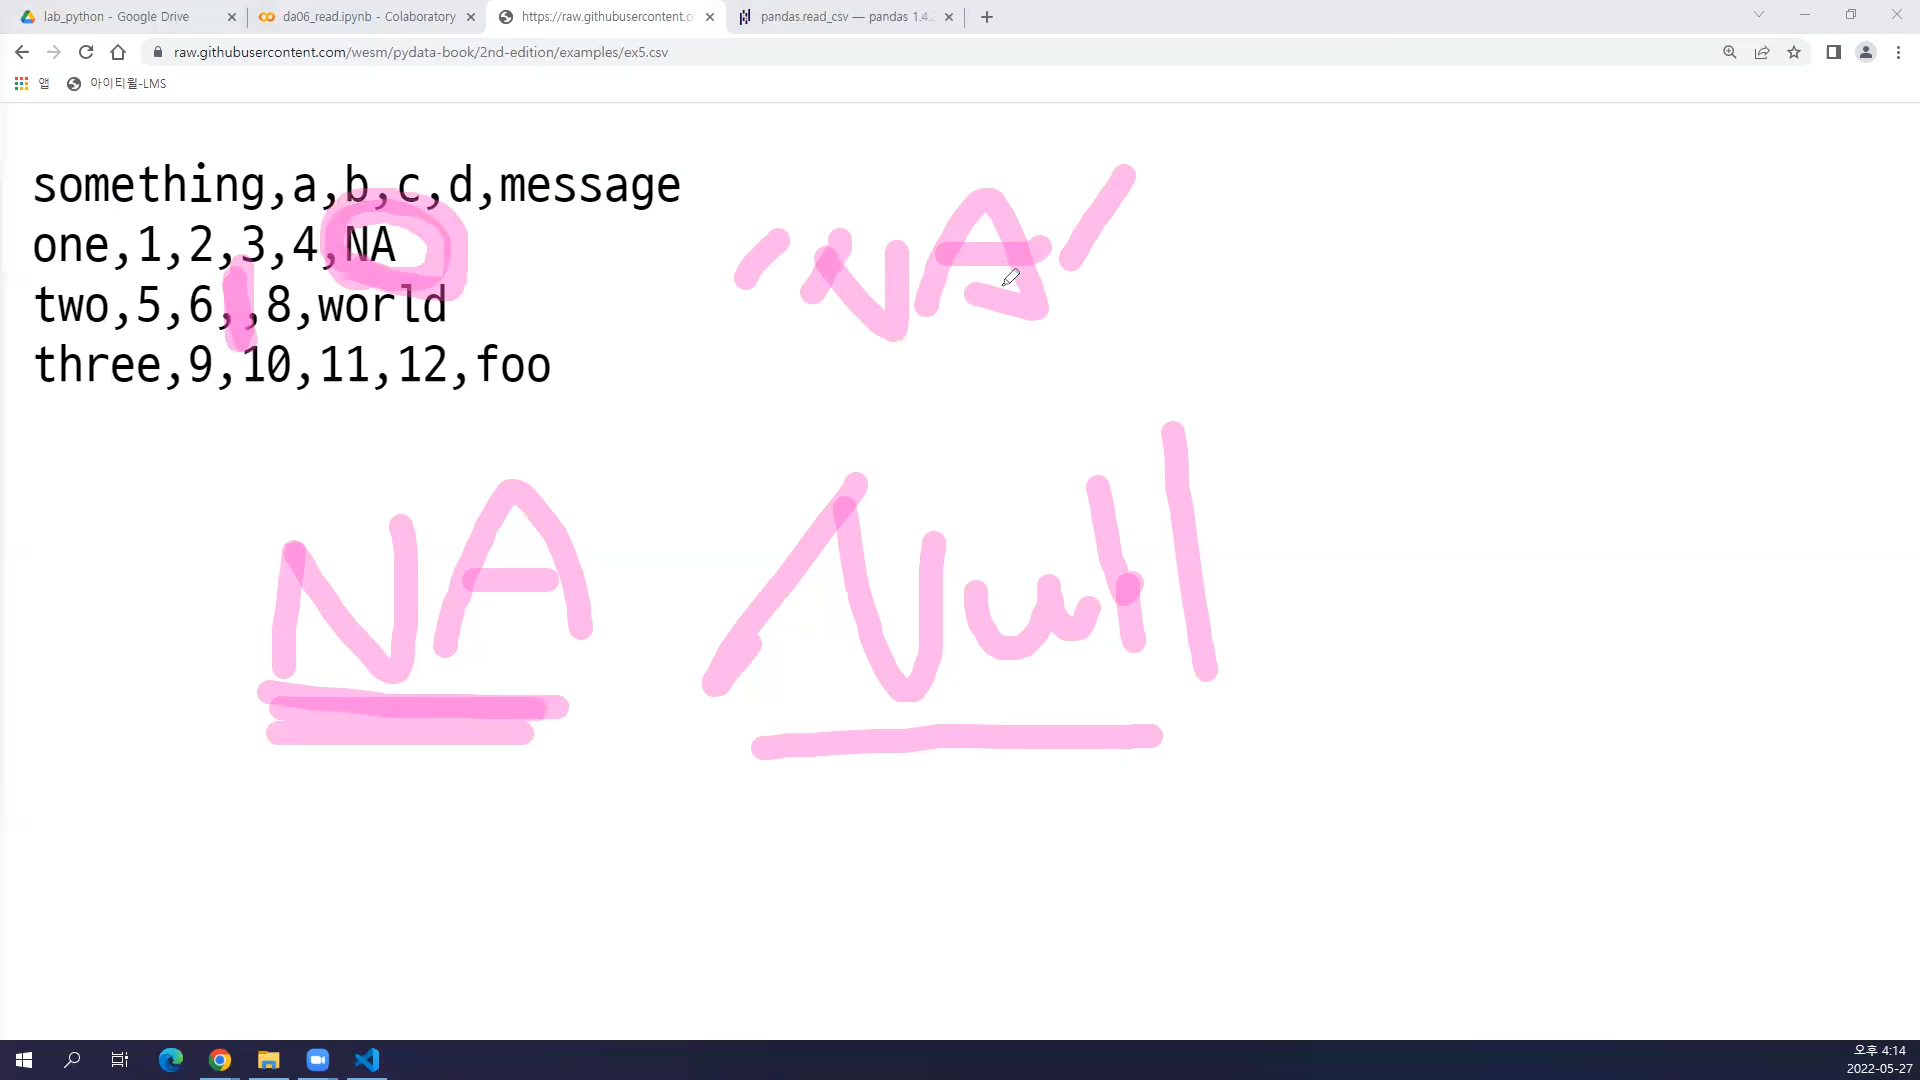 lab_python - Google Drive
da06_read.ipynb - Colaboratory
https://raw.githubusercontent.c
pandas.read_csv — pandas 1.4.
raw.githubusercontent.com/wesm/pydata-book/2nd-edition/examples/ex5.csv
앱
아이티윌-LMS
something,a,b,c,d,message
one,1,2,3,4,NA
two,5,6,,8,world
three,9,10,11,12,foo
'NA'
NA Null
오후 4:14
2022-05-27